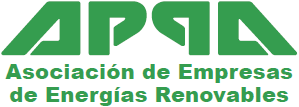 APPA
Asociación de Empresas
de Energías Renovables